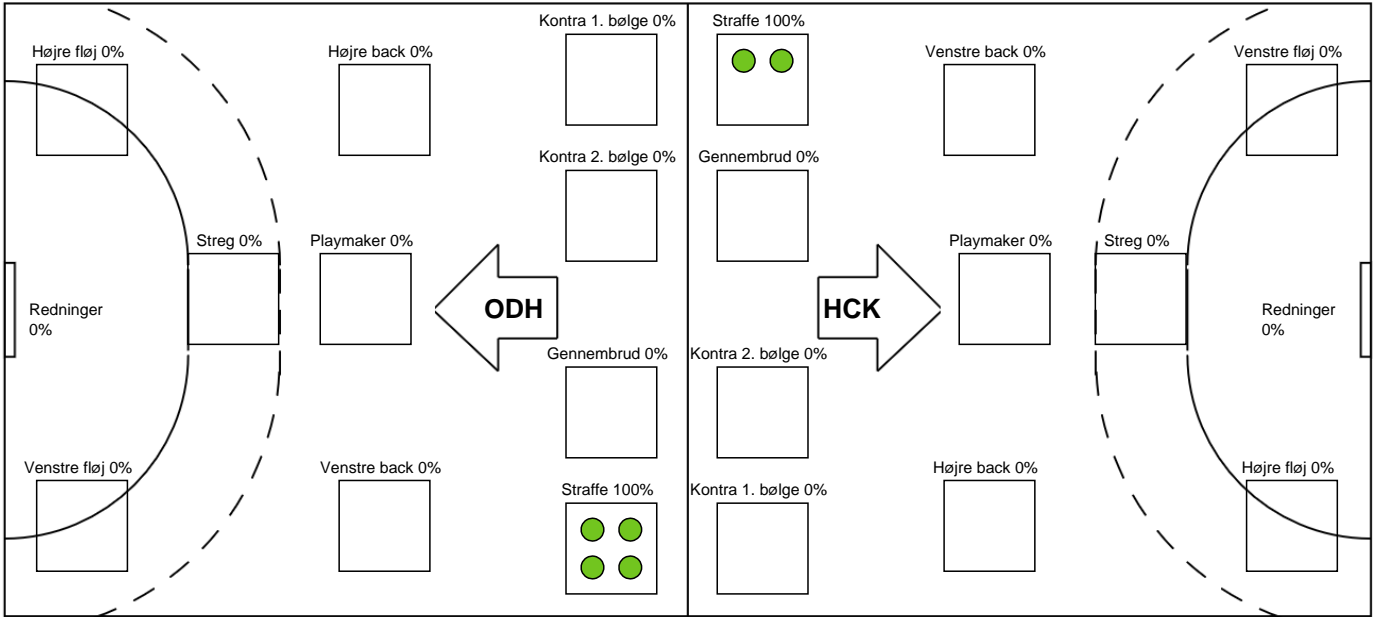 Kontra 1. bølge 0%
Straffe 100%
Højre fløj 0%
Højre back 0%
Venstre back 0%
Venstre fløj 0%
Kontra 2. bølge 0%
Gennembrud 0%
Streg 0%
Playmaker 0%
Playmaker 0%
Streg 0%
Redninger
0%
ODH
HCK
Redninger
0%
Gennembrud 0%
Kontra 2. bølge 0%
Venstre fløj 0%
Venstre back 0%
Højre back 0%
Højre fløj 0%
Straffe 100%
Kontra 1. bølge 0%